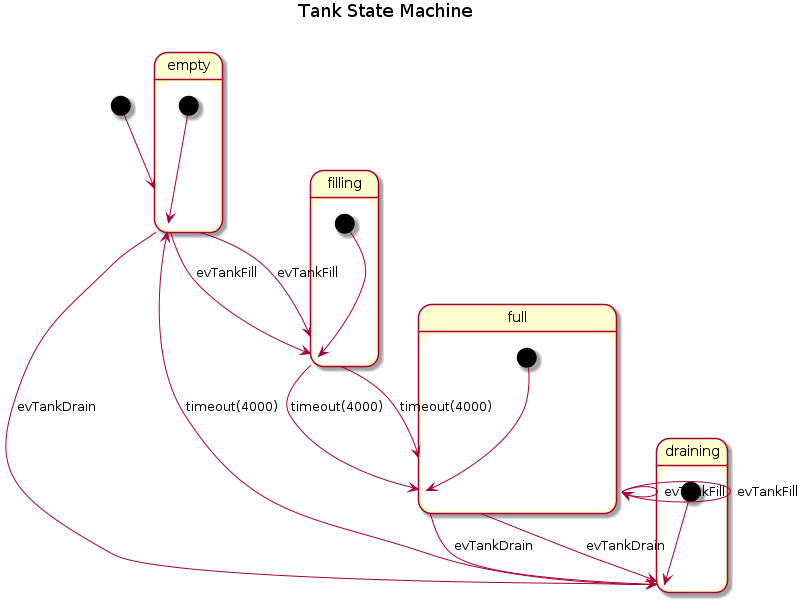 Tank State Machine
empty
filling
evTankFill
evTankFill
full
evTankDrain
timeout(4000)
timeout(4000)
timeout(4000)
draining
evTankFill
evTankFill
evTankDrain
evTankDrain